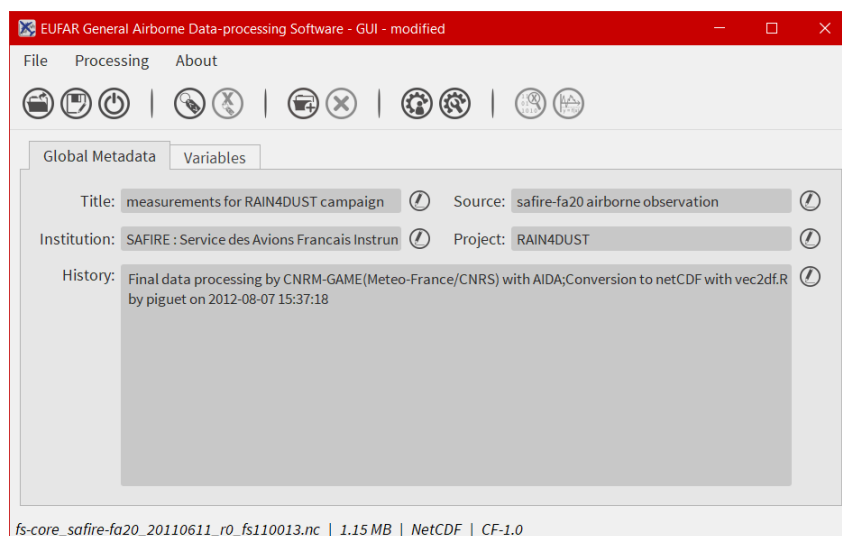 EUFAR General Airborne Data-processing Software - GUI - modified
File Processing About
Global Metadata Variables
Title: measurements for RAIN4DUST campaign Source: safire-fa20 airborne observation
Institution: SAFIRE : Service des Avions Francais Instrun Project: RAIN4DUST
History: Final data processing by CNRM-GAME(Meteo-France/CNRS) with AIDA;Conversion to netCDF with vec2df.R
by piguet on 2012-08-07 15:37:18
fs-core_safire-fa20_20110611_r0_fs110013.nc | 1.15 MB | NetCDF | CF-1.0